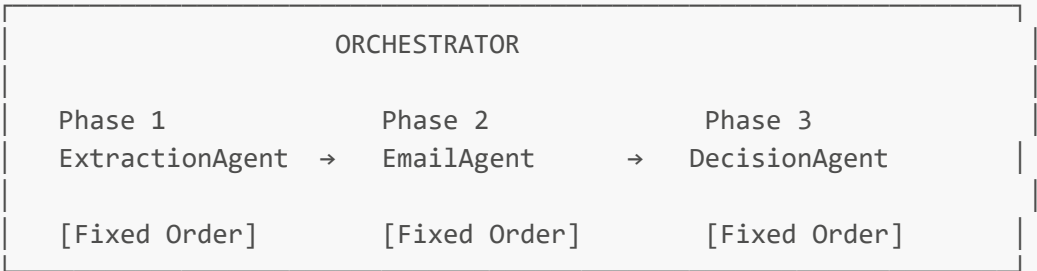 ORCHESTRATOR
Phase 1 Phase 2 Phase 3
ExtractionAgent → EmailAgent → DecisionAgent
[Fixed Order] [Fixed Order] [Fixed Order]